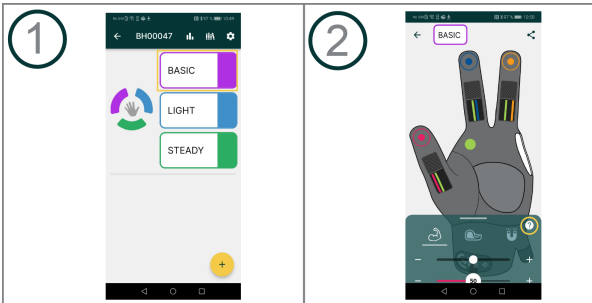 1
BH00047
BASIC
LIGHT
STEADY
+
2
BASIC
?
- +
50
- +